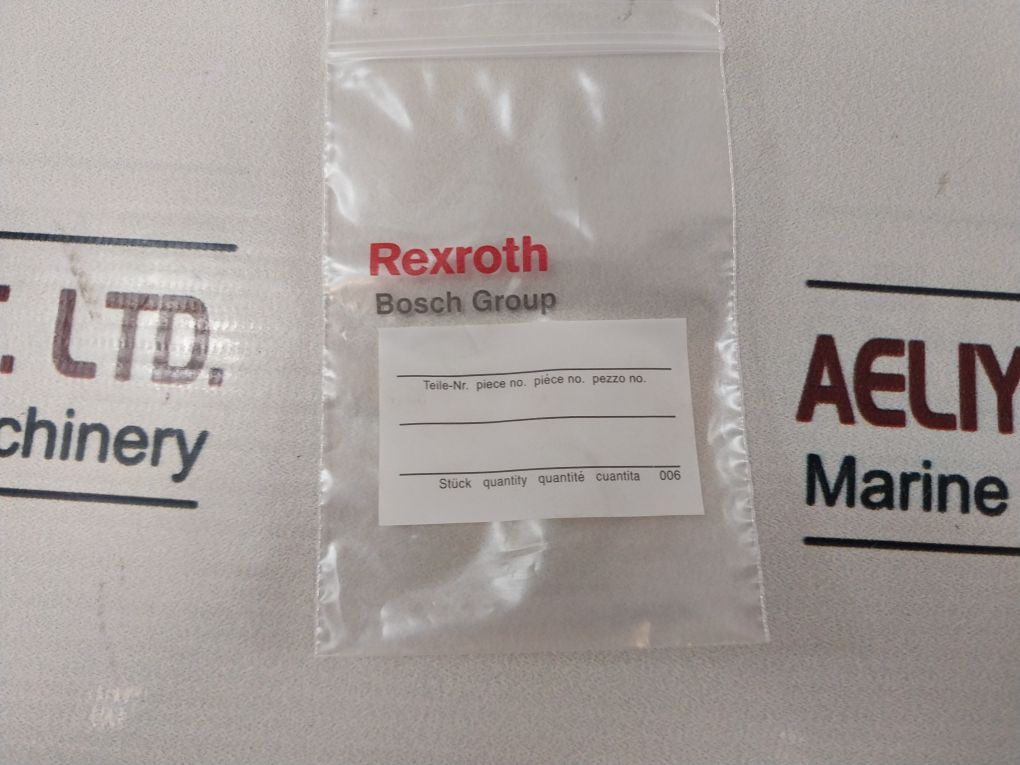 Rexroth
Bosch Group
Teile-Nr. piece no. piéce no. pezzo no.
Stück quantity quantité cuantita 006
. LTD.
chinery
AELIY
Marine